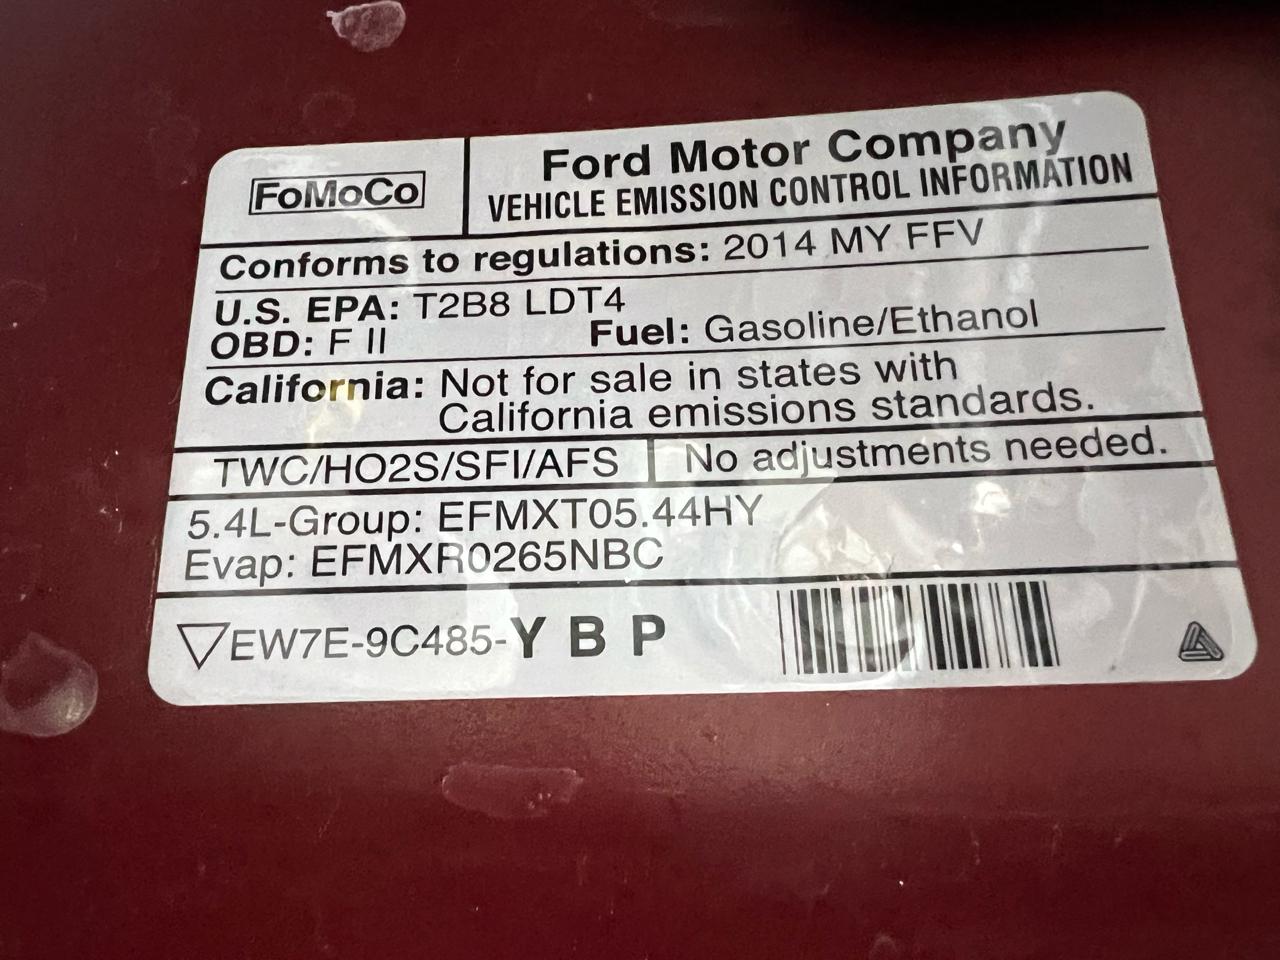 FoMoCo
Ford Motor Company
VEHICLE EMISSION CONTROL INFORMATION
Conforms to regulations: 2014 MY FFV
U.S. EPA: T2B8 LDT4
OBD: F II Fuel: Gasoline/Ethanol
California: Not for sale in states with
California emissions standards.
TWC/HO2S/SFI/AFS No adjustments needed.
5.4L-Group: EFMXT05.44HY
Evap: EFMXR0265NBC
▽EW7E-9C485-Y B P